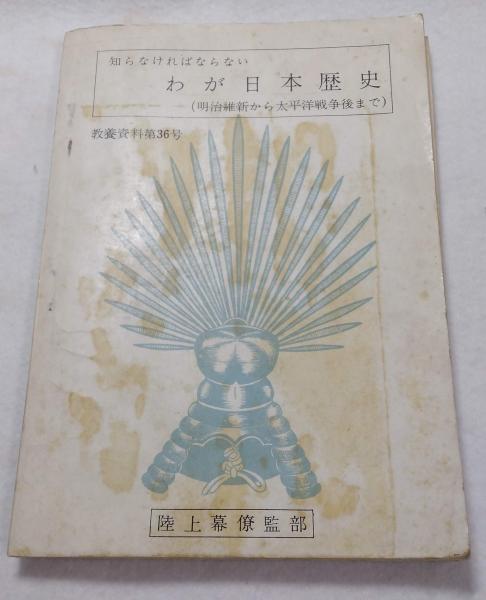 知らなければならない
わが日本歴史
(明治維新から太平洋戦争後まで)
教養資料第36号
陸上幕僚監部